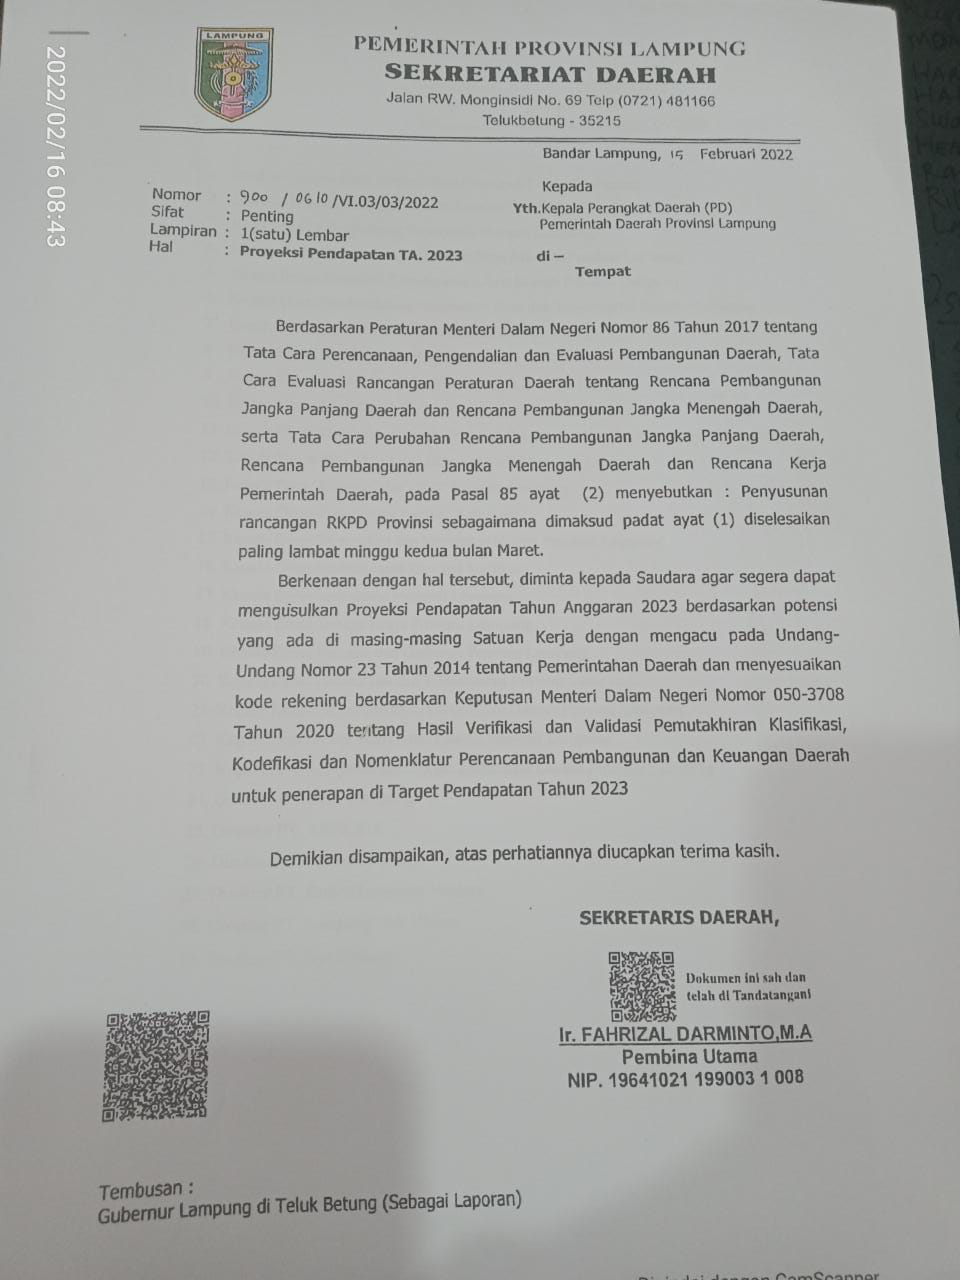 2022/02/16 08:43
LAMPUNG
PEMERINTAH PROVINSI LAMPUNG
SEKRETARIAT DAERAH
Jalan RW. Monginsidi No. 69 Telp (0721) 481166
Telukbetung - 35215
Bandar Lampung, 15 Februari 2022
Nomor : 900 / 0610 /VI.03/03/2022
Sifat : Penting
Lampiran : 1(satu) Lembar
Hal : Proyeksi Pendapatan TA. 2023
Kepada
Yth.Kepala Perangkat Daerah (PD)
Pemerintah Daerah Provinsi Lampung
di –
Tempat
Berdasarkan Peraturan Menteri Dalam Negeri Nomor 86 Tahun 2017 tentang
Tata Cara Perencanaan, Pengendalian dan Evaluasi Pembangunan Daerah, Tata
Cara Evaluasi Rancangan Peraturan Daerah tentang Rencana Pembangunan
Jangka Panjang Daerah dan Rencana Pembangunan Jangka Menengah Daerah,
serta Tata Cara Perubahan Rencana Pembangunan Jangka Panjang Daerah,
Rencana Pembangunan Jangka Menengah Daerah dan Rencana Kerja
Pemerintah Daerah, pada Pasal 85 ayat (2) menyebutkan : Penyusunan
rancangan RKPD Provinsi sebagaimana dimaksud padat ayat (1) diselesaikan
paling lambat minggu kedua bulan Maret.
Berkenaan dengan hal tersebut, diminta kepada Saudara agar segera dapat
mengusulkan Proyeksi Pendapatan Tahun Anggaran 2023 berdasarkan potensi
yang ada di masing-masing Satuan Kerja dengan mengacu pada Undang-
Undang Nomor 23 Tahun 2014 tentang Pemerintahan Daerah dan menyesuaikan
kode rekening berdasarkan Keputusan Menteri Dalam Negeri Nomor 050-3708
Tahun 2020 tentang Hasil Verifikasi dan Validasi Pemutakhiran Klasifikasi,
Kodefikasi dan Nomenklatur Perencanaan Pembangunan dan Keuangan Daerah
untuk penerapan di Target Pendapatan Tahun 2023
Demikian disampaikan, atas perhatiannya diucapkan terima kasih.
SEKRETARIS DAERAH,
Dokumen ini sah dan
telah di Tandatangani
Ir. FAHRIZAL DARMINTO,M.A
Pembina Utama
NIP. 19641021 199003 1 008
Tembusan :
Gubernur Lampung di Teluk Betung (Sebagai Laporan)
dengan CamScanner